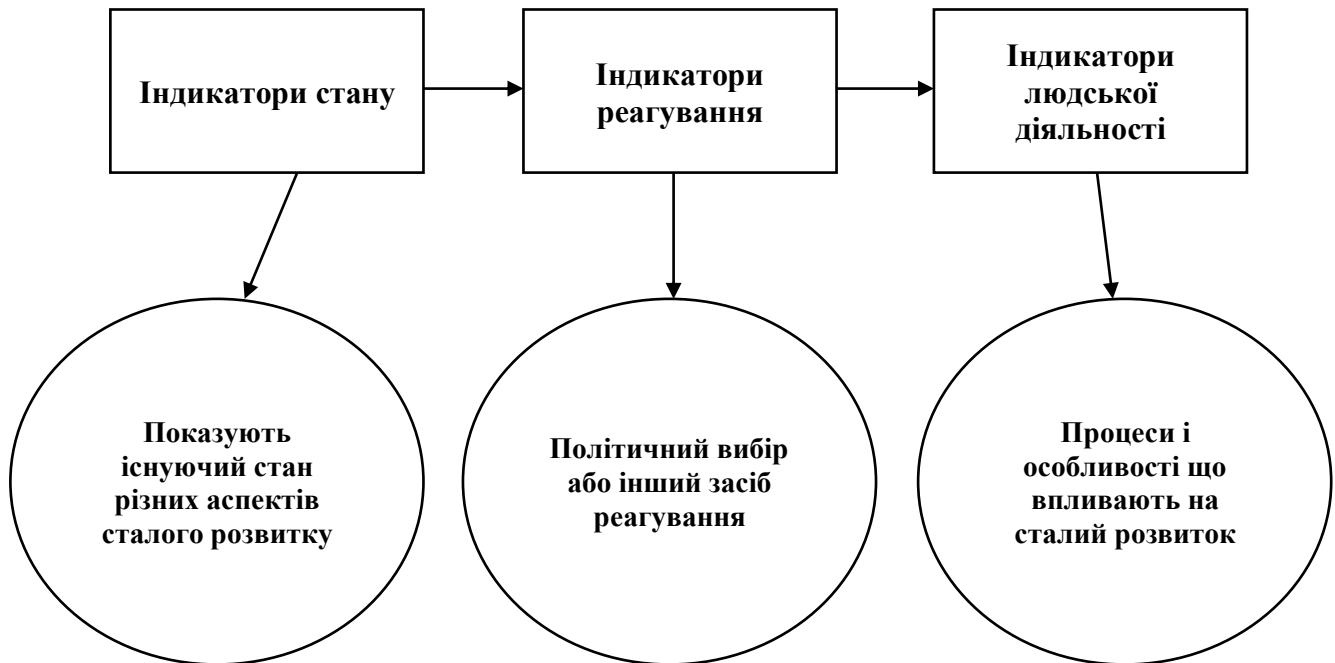 Індикатори стану
Індикатори
реагування
Індикатори
людської
діяльності
Показують
існуючий стан
різних аспектів
сталого розвитку
Політичний вибір
або інший засіб
реагування
Процеси і
особливості що
впливають на
сталий розвиток